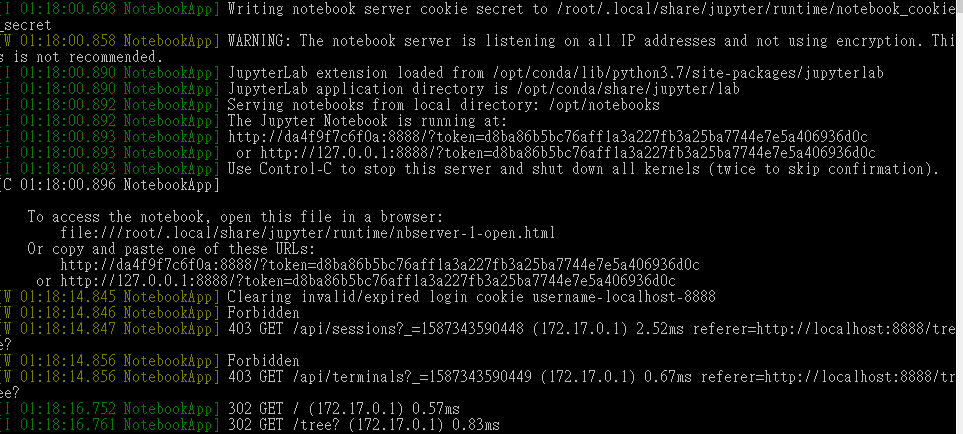 [I 01:18:00.698 NotebookApp] Writing notebook server cookie secret to /root/.local/share/jupyter/runtime/notebook_cookie
_secret
[W 01:18:00.858 NotebookApp] WARNING: The notebook server is listening on all IP addresses and not using encryption. Thi
s is not recommended.
[I 01:18:00.890 NotebookApp] JupyterLab extension loaded from /opt/conda/lib/python3.7/site-packages/jupyterlab
[I 01:18:00.890 NotebookApp] JupyterLab application directory is /opt/conda/share/jupyter/lab
[I 01:18:00.892 NotebookApp] Serving notebooks from local directory: /opt/notebooks
[I 01:18:00.892 NotebookApp] The Jupyter Notebook is running at:
[I 01:18:00.893 NotebookApp] http://da4f9f7c6f0a:8888/?token=d8ba86b5bc76aff1a3a227fb3a25ba7744e7e5a406936d0c
[I 01:18:00.893 NotebookApp]  or http://127.0.0.1:8888/?token=d8ba86b5bc76aff1a3a227fb3a25ba7744e7e5a406936d0c
[I 01:18:00.893 NotebookApp] Use Control-C to stop this server and shut down all kernels (twice to skip confirmation).
[C 01:18:00.896 NotebookApp]
To access the notebook, open this file in a browser:
file:///root/.local/share/jupyter/runtime/nbserver-1-open.html
Or copy and paste one of these URLs:
http://da4f9f7c6f0a:8888/?token=d8ba86b5bc76aff1a3a227fb3a25ba7744e7e5a406936d0c
or http://127.0.0.1:8888/?token=d8ba86b5bc76aff1a3a227fb3a25ba7744e7e5a406936d0c
[W 01:18:14.845 NotebookApp] Clearing invalid/expired login cookie username-localhost-8888
[W 01:18:14.846 NotebookApp] Forbidden
[W 01:18:14.847 NotebookApp] 403 GET /api/sessions?_=1587343590448 (172.17.0.1) 2.52ms referer=http://localhost:8888/tre
e?
[W 01:18:14.856 NotebookApp] Forbidden
[W 01:18:14.856 NotebookApp] 403 GET /api/terminals?_=1587343590449 (172.17.0.1) 0.67ms referer=http://localhost:8888/tr
ee?
[I 01:18:16.752 NotebookApp] 302 GET / (172.17.0.1) 0.57ms
[I 01:18:16.761 NotebookApp] 302 GET /tree? (172.17.0.1) 0.83ms